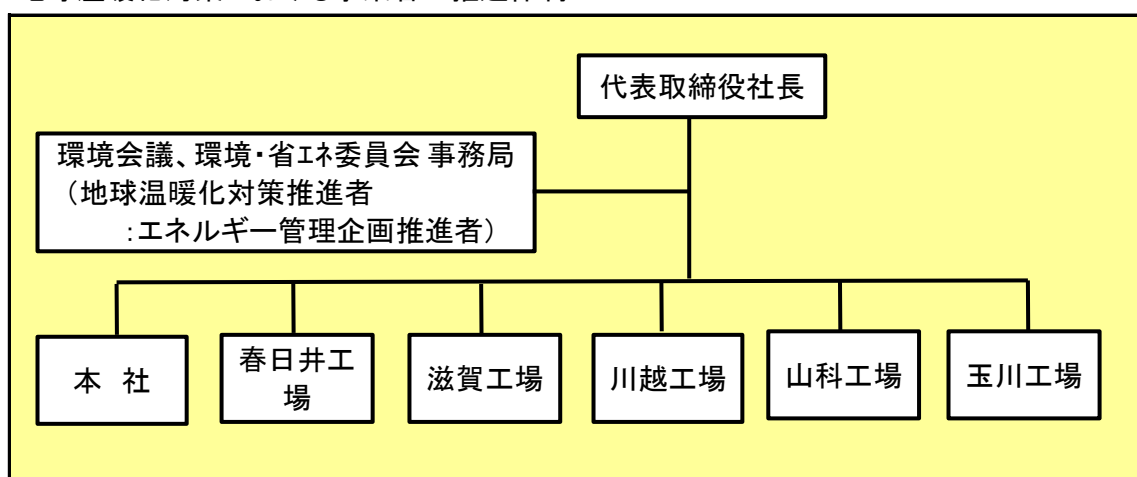 代表取締役社長
環境会議、環境・省エネ委員会 事務局
（地球温暖化対策推進者
：エネルギー管理企画推進者）
本 社
春日井工
場
滋賀工場
川越工場
山科工場
玉川工場